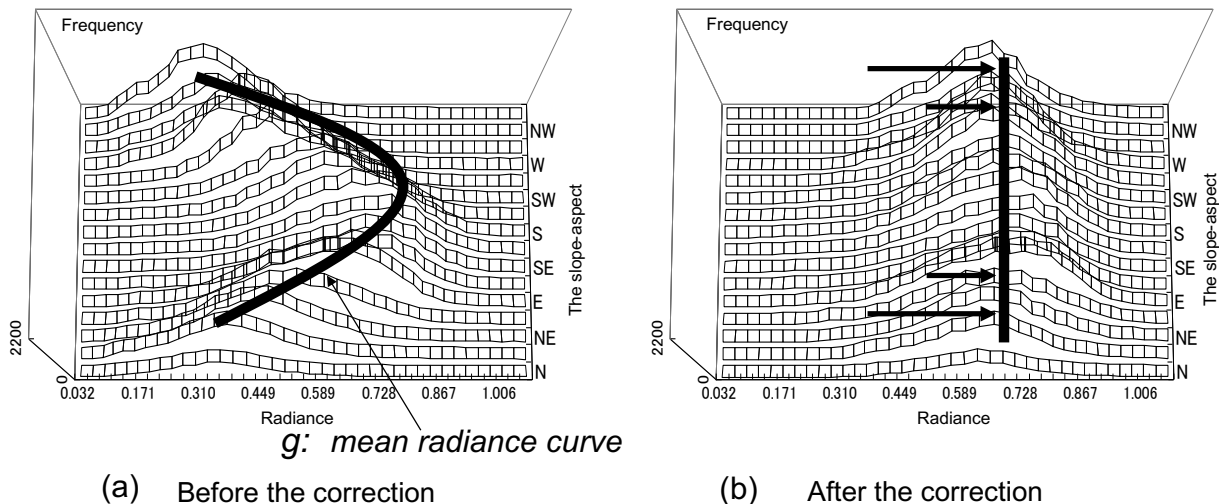 Frequency
NW
W
SW
S
SE
E
NE
N
The slope-aspect
2200
0
0.032 0.171 0.310 0.449 0.589 0.728 0.867 1.006
Radiance
g: mean radiance curve
(a) Before the correction
Frequency
NW
W
SW
S
SE
E
NE
N
The slope-aspect
2200
0
0.032 0.171 0.310 0.449 0.589 0.728 0.867 1.006
Radiance
(b) After the correction